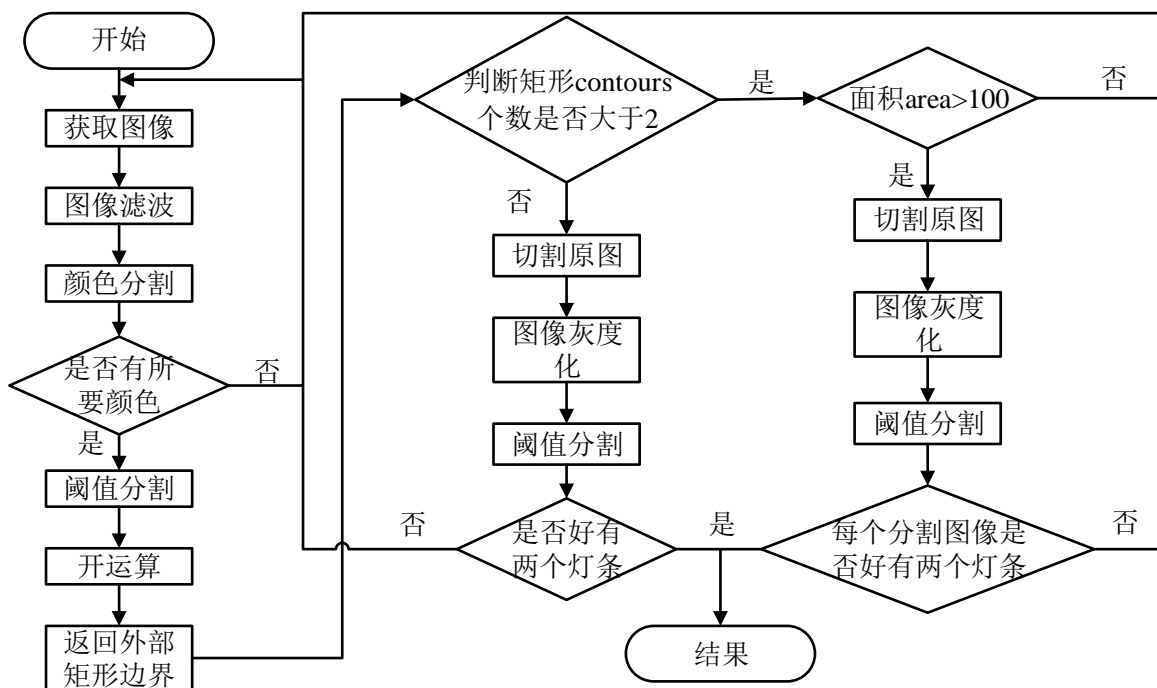 开始
获取图像
图像滤波
颜色分割
是否有所
要颜色
否
是
阈值分割
开运算
返回外部
矩形边界
判断矩形contours
个数是否大于2
是
否
切割原图
图像灰度
化
阈值分割
是否好有
两个灯条
否
是
面积area>100
否
是
切割原图
图像灰度
化
阈值分割
每个分割图像是
否好有两个灯条
否
结果